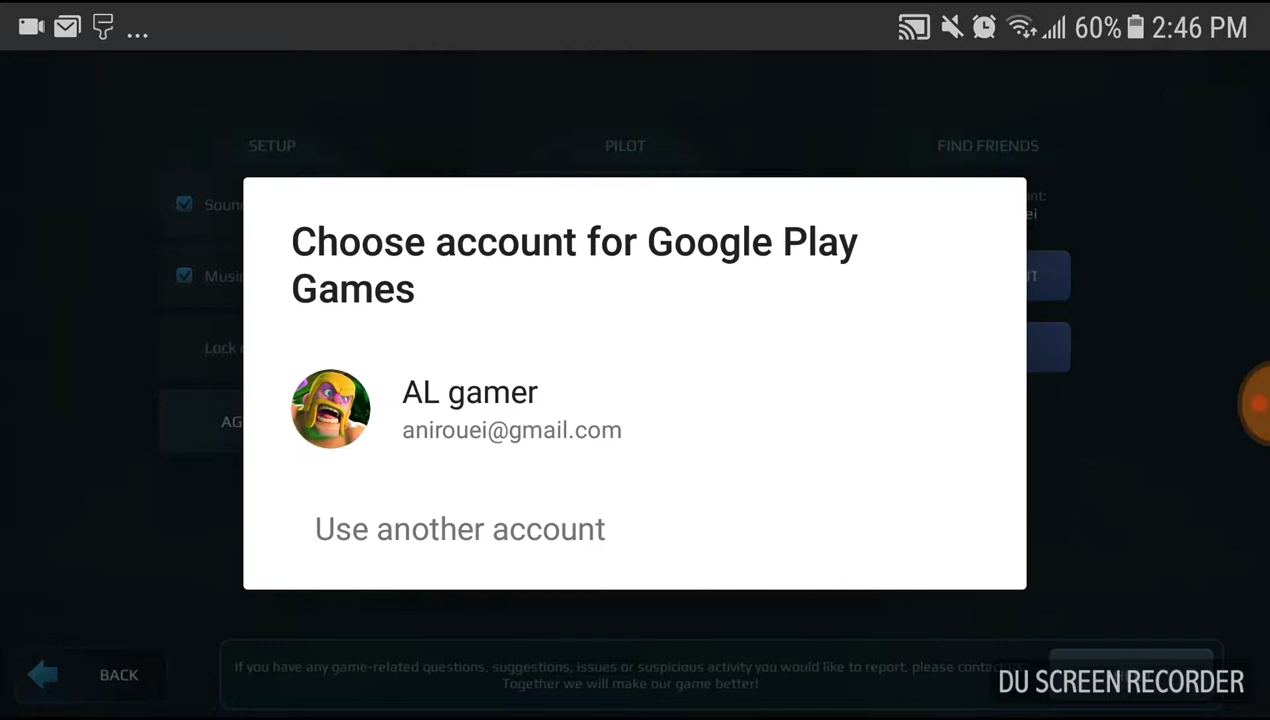 ... 60% 2:46 PM
SETUP PILOT FIND FRIENDS
Choose account for Google Play
Games
AL gamer
anirouei@gmail.com
Use another account
Lock
BACK
If you have any game-related questions, suggestions, issues or suspicious activity you would like to report, please
Together we will make our game better!
DU SCREEN RECORDER